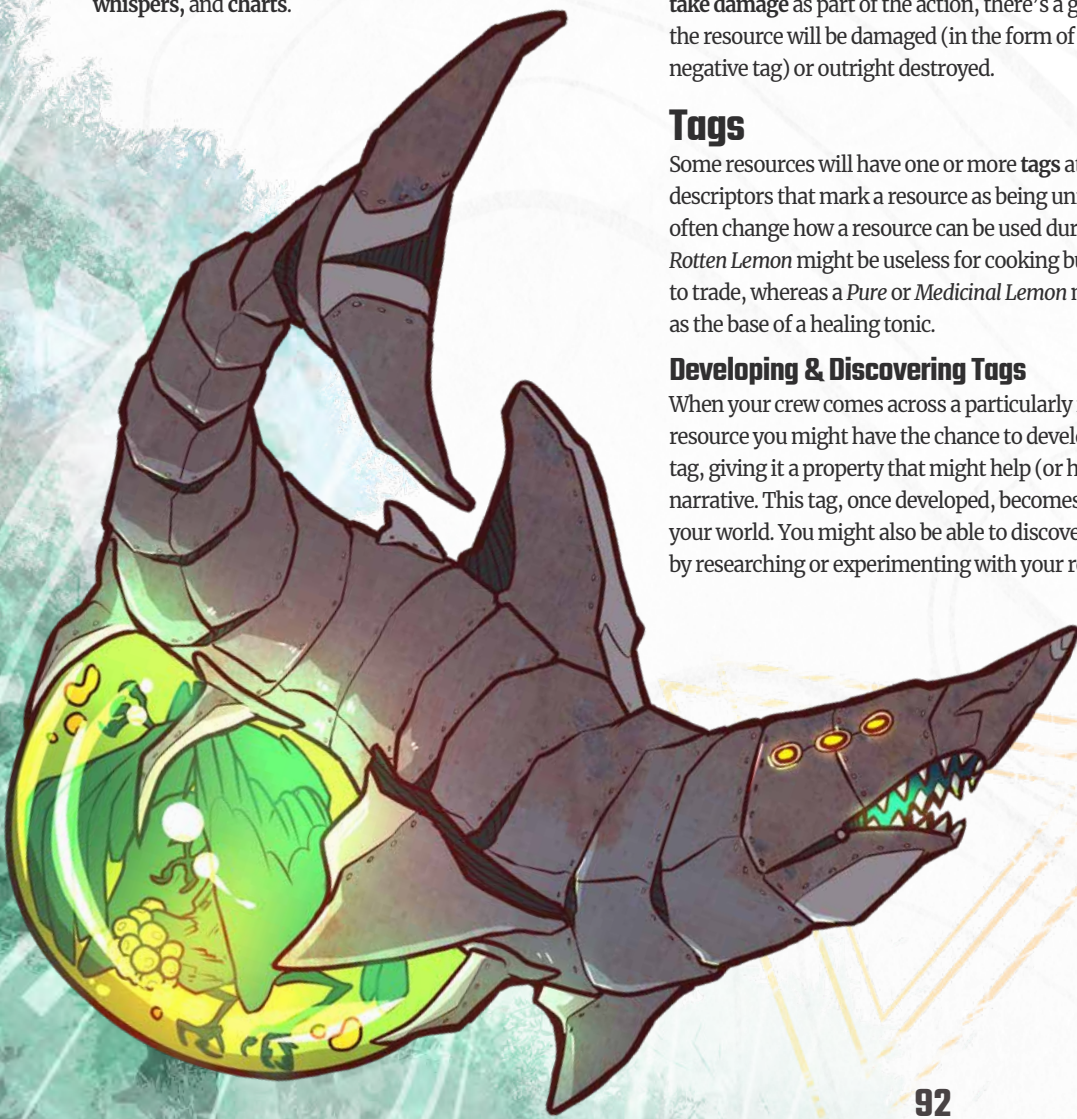 whispers, and charts.
take damage as part of the action, there's a
the resource will be damaged (in the form of
negative tag) or outright destroyed.
Tags
Some resources will have one or more tags
descriptors that mark a resource as being
often change how a resource can be used
Rotten Lemon might be useless for cooking
to trade, whereas a Pure or Medicinal Lemon
as the base of a healing tonic.
Developing & Discovering Tags
When your crew comes across a particularly
resource you might have the chance to
tag, giving it a property that might help (or
narrative. This tag, once developed, becomes
your world. You might also be able to
by researching or experimenting with your
92